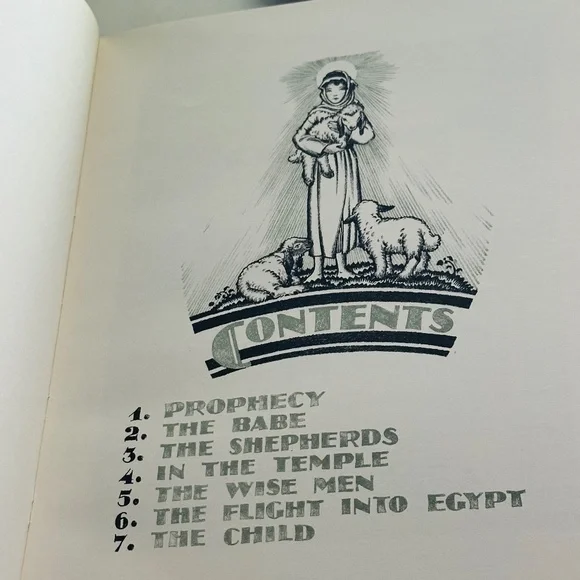 CONTENTS
1. PROPHECY
2. THE BABE
3. THE SHEPHERDS
4. IN THE TEMPLE
5. THE WISE MEN
6. THE FLIGHT INTO EGYPT
7. THE CHILD